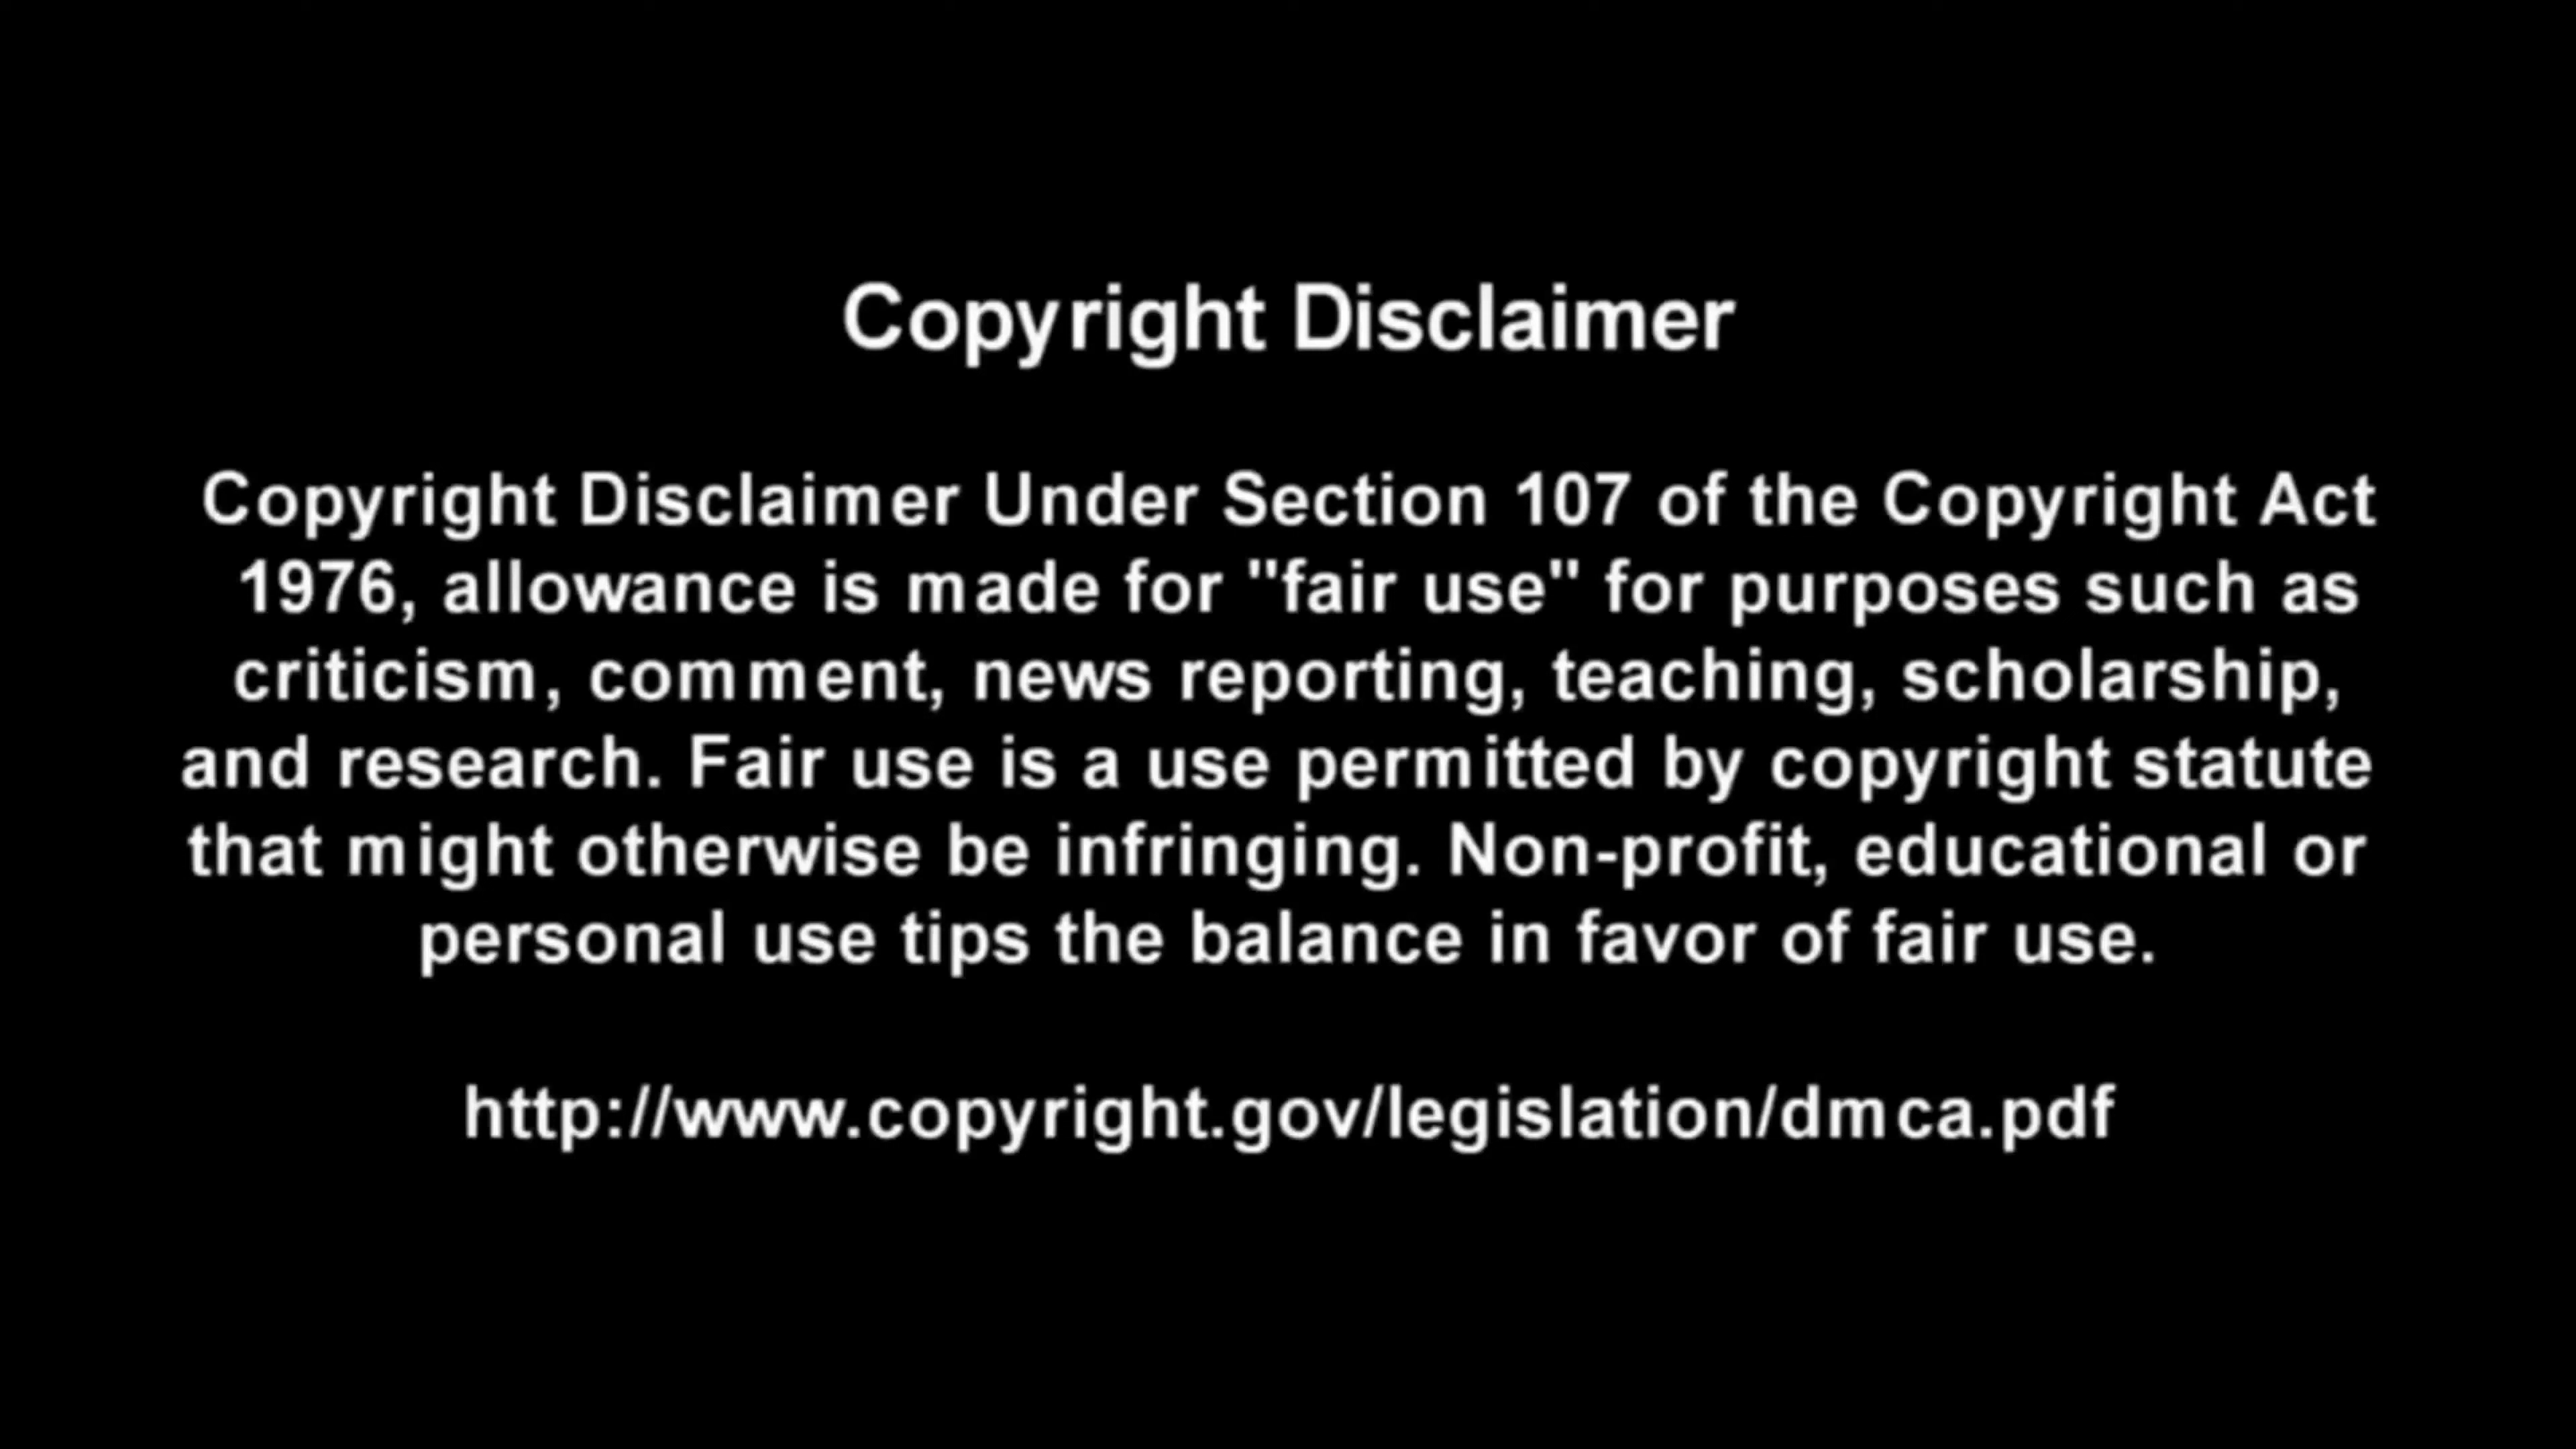 Copyright Disclaimer
Copyright Disclaimer Under Section 107 of the Copyright Act
1976, allowance is made for "fair use" for purposes such as
criticism, comment, news reporting, teaching, scholarship,
and research. Fair use is a use permitted by copyright statute
that might otherwise be infringing. Non-profit, educational or
personal use tips the balance in favor of fair use.
http://www.copyright.gov/legislation/dmca.pdf